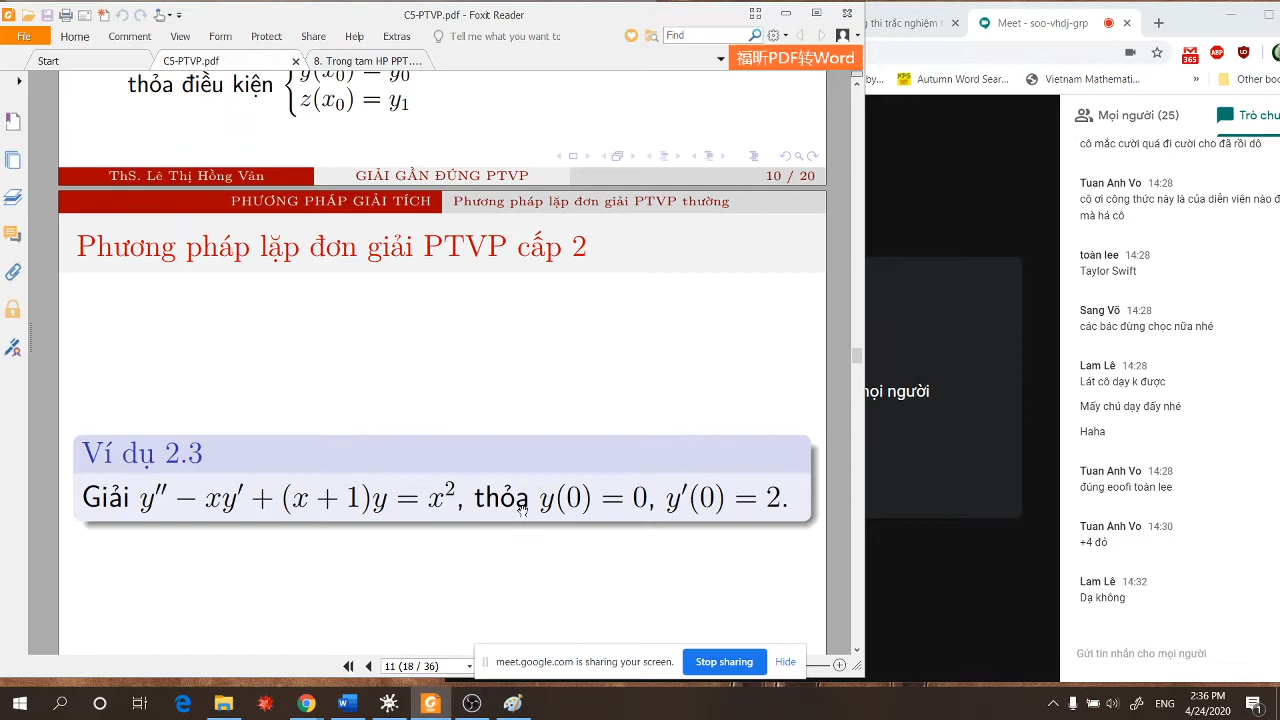 C5-PTVP.pdf - Foxit Reader
File Home Comment View Form Protect Share Help Extras Tell me what you want... Find
Start C5-PTVP.pdf 8. Trong tam HP PPT....
福昕PDF转Word
thỏa điều kiện { y(x₀) = y₀
z(x₀) = y₁
ThS. Lê Thị Hồng Vân GIẢI GẦN ĐÚNG PTVP 10 / 20
PHƯƠNG PHÁP GIẢI TÍCH Phương pháp lặp đơn giải PTVP thường
Phương pháp lặp đơn giải PTVP cấp 2
Ví dụ 2.3
Giải y″ − xy′ + (x + 1)y = x², thỏa y(0) = 0, y′(0) = 2.
meet.google.com is sharing your screen. Stop sharing Hide
11 (18 / 36)
thi trắc nghiệm Meet - soo-vhdj-grp
365 ABP
Autumn Word Sear... Vietnam Mathemati... » Other boo
mọi người
Mọi người (25) Trò chu
cô mắc cười quá đi cười cho đã rồi dô
Tuan Anh Vo 14:28
cô ơi công thức này là của diễn viên nào đ
mà há cô
toàn lee 14:28
Taylor Swift
Sang Võ 14:28
các bác đừng chọc nữa nhé
Lam Lê 14:28
Lát cô dạy k được
Mấy chú dạy đấy nhé
Haha
Tuan Anh Vo 14:28
đúng eoofi toàn lee
Tuan Anh Vo 14:30
+4 đỏ
Lam Lê 14:32
Dạ không
Gửi tin nhắn cho mọi người
2:36 PM
4/24/2020